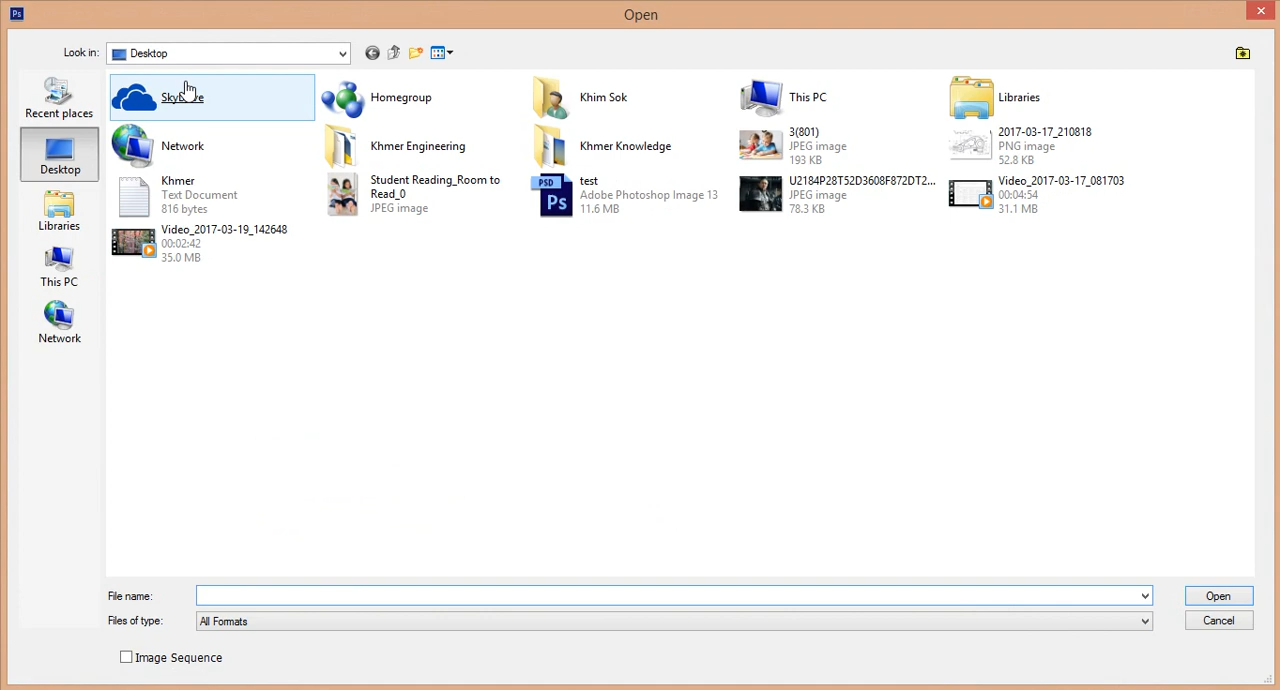 Ps
Open
Look in:
Desktop
Recent places
Desktop
Libraries
This PC
Network
Homegroup
Khim Sok
This PC
Libraries
Network
Khmer Engineering
Khmer Knowledge
3(801)
JPEG image
193 KB
2017-03-17_210818
PNG image
52.8 KB
Khmer
Text Document
816 bytes
Student Reading_Room to
Read_0
JPEG image
PSD
Ps
test
Adobe Photoshop Image 13
11.6 MB
U2184P28T52D3608F872DT2...
JPEG image
78.3 KB
Video_2017-03-17_081703
00:04:54
31.1 MB
Video_2017-03-19_142648
00:02:42
35.0 MB
File name:
Open
Files of type:
All Formats
Cancel
Image Sequence